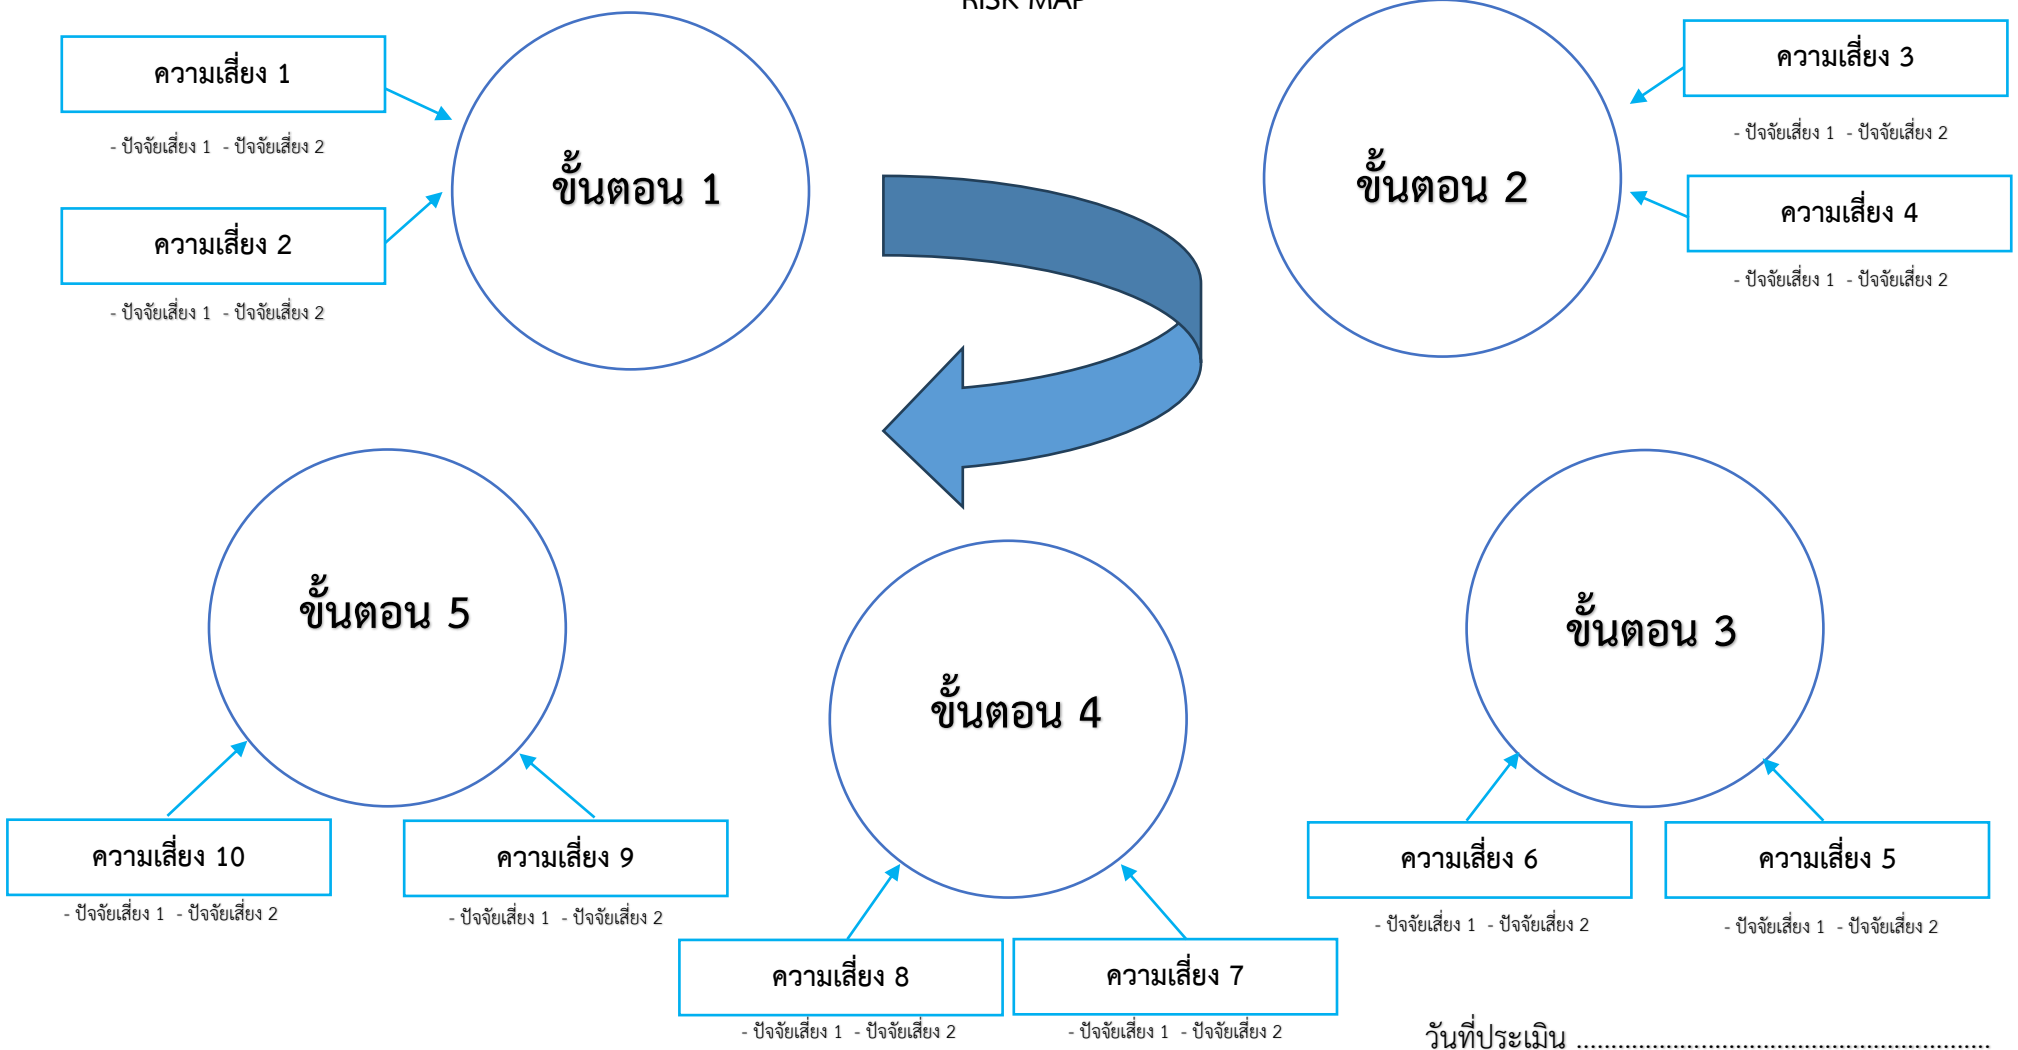 RISK MAP
ความเสี่ยง 1
- ปัจจัยเสี่ยง 1 - ปัจจัยเสี่ยง 2
ความเสี่ยง 2
- ปัจจัยเสี่ยง 1 - ปัจจัยเสี่ยง 2
ขั้นตอน 1
ขั้นตอน 2
ความเสี่ยง 3
- ปัจจัยเสี่ยง 1 - ปัจจัยเสี่ยง 2
ความเสี่ยง 4
- ปัจจัยเสี่ยง 1 - ปัจจัยเสี่ยง 2
ขั้นตอน 5
ขั้นตอน 4
ขั้นตอน 3
ความเสี่ยง 10
- ปัจจัยเสี่ยง 1 - ปัจจัยเสี่ยง 2
ความเสี่ยง 9
- ปัจจัยเสี่ยง 1 - ปัจจัยเสี่ยง 2
ความเสี่ยง 8
- ปัจจัยเสี่ยง 1 - ปัจจัยเสี่ยง 2
ความเสี่ยง 7
- ปัจจัยเสี่ยง 1 - ปัจจัยเสี่ยง 2
ความเสี่ยง 6
- ปัจจัยเสี่ยง 1 - ปัจจัยเสี่ยง 2
ความเสี่ยง 5
- ปัจจัยเสี่ยง 1 - ปัจจัยเสี่ยง 2
วันที่ประเมิน ............................................................